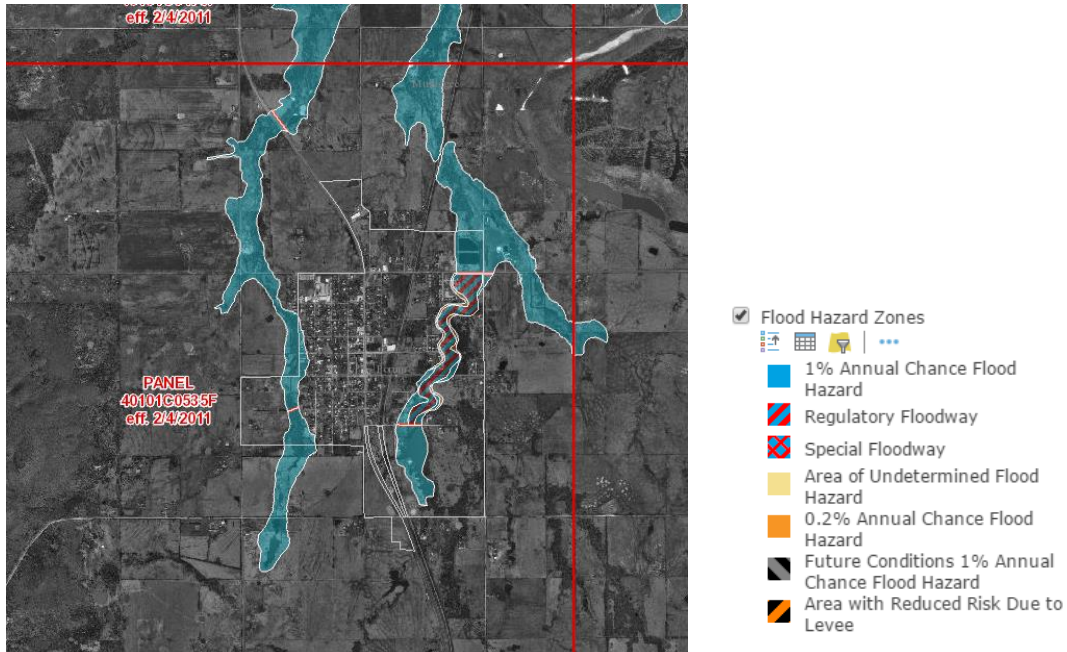 eff. 2/4/2011
PANEL
40101C0535F
eff. 2/4/2011
Flood Hazard Zones
1% Annual Chance Flood
Hazard
Regulatory Floodway
Special Floodway
Area of Undetermined Flood
Hazard
0.2% Annual Chance Flood
Hazard
Future Conditions 1% Annual
Chance Flood Hazard
Area with Reduced Risk Due to
Levee